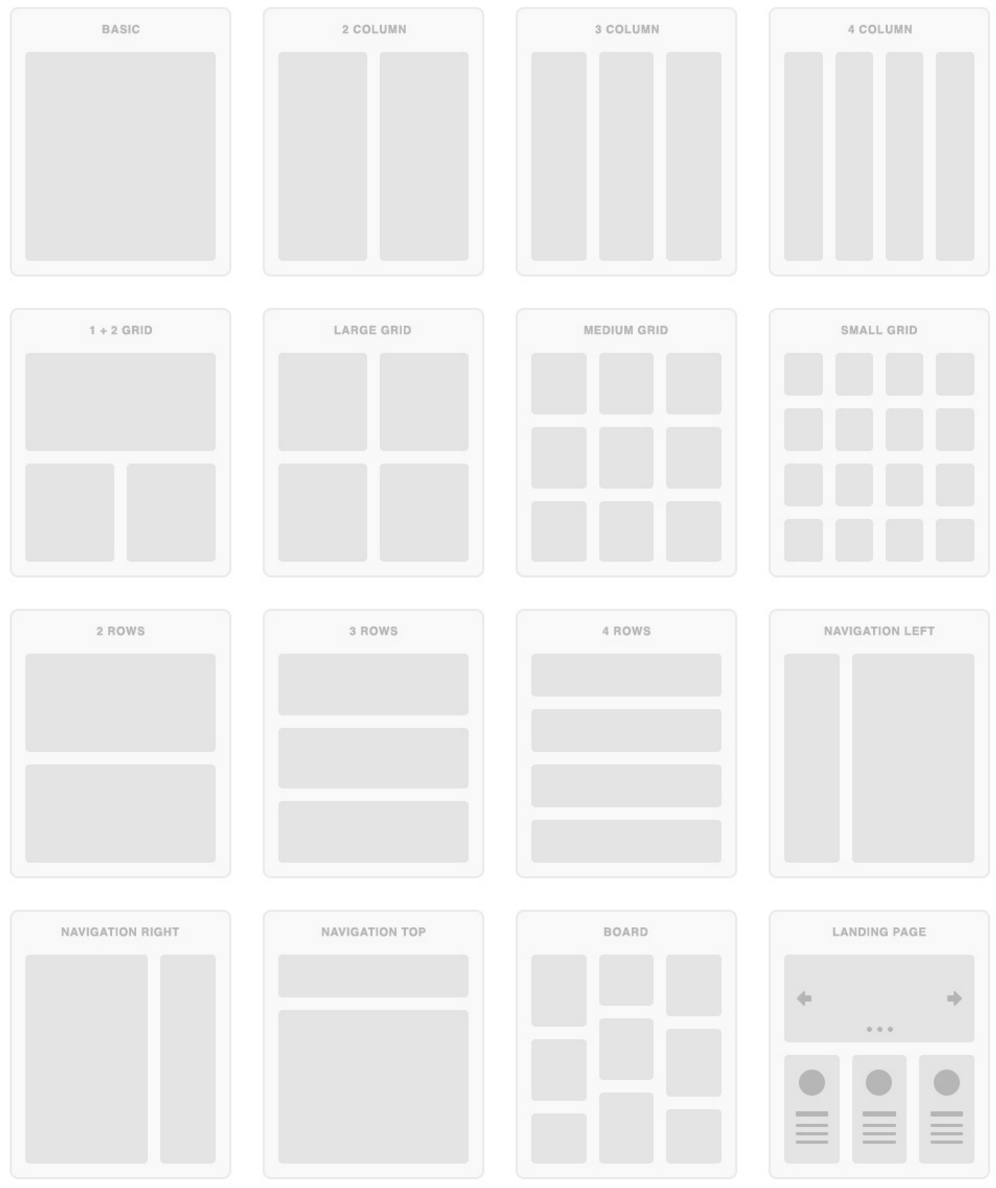 BASIC
2 COLUMN
3 COLUMN
4 COLUMN
1 + 2 GRID
LARGE GRID
MEDIUM GRID
SMALL GRID
2 ROWS
3 ROWS
4 ROWS
NAVIGATION LEFT
NAVIGATION RIGHT
NAVIGATION TOP
BOARD
LANDING PAGE